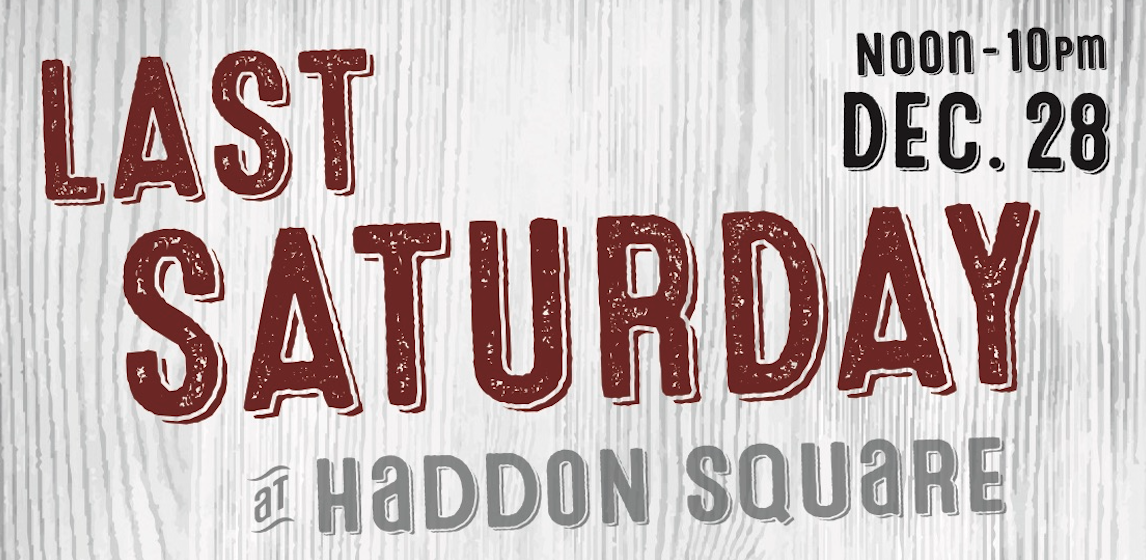 NOON - 10PM
DEC. 28
LAST
SATURDAY
AT HADDON SQUARE